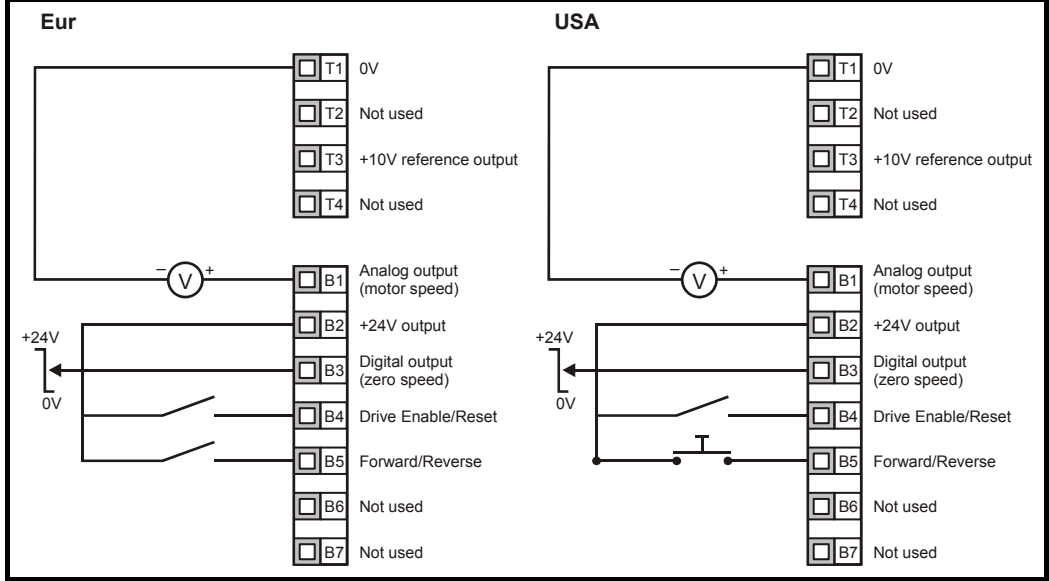 Eur
T1 0V
T2 Not used
T3 +10V reference output
T4 Not used
– V +
B1 Analog output
(motor speed)
B2 +24V output
+24V
B3 Digital output
(zero speed)
0V
B4 Drive Enable/Reset
B5 Forward/Reverse
B6 Not used
B7 Not used
USA
T1 0V
T2 Not used
T3 +10V reference output
T4 Not used
– V +
B1 Analog output
(motor speed)
B2 +24V output
+24V
B3 Digital output
(zero speed)
0V
B4 Drive Enable/Reset
B5 Forward/Reverse
B6 Not used
B7 Not used